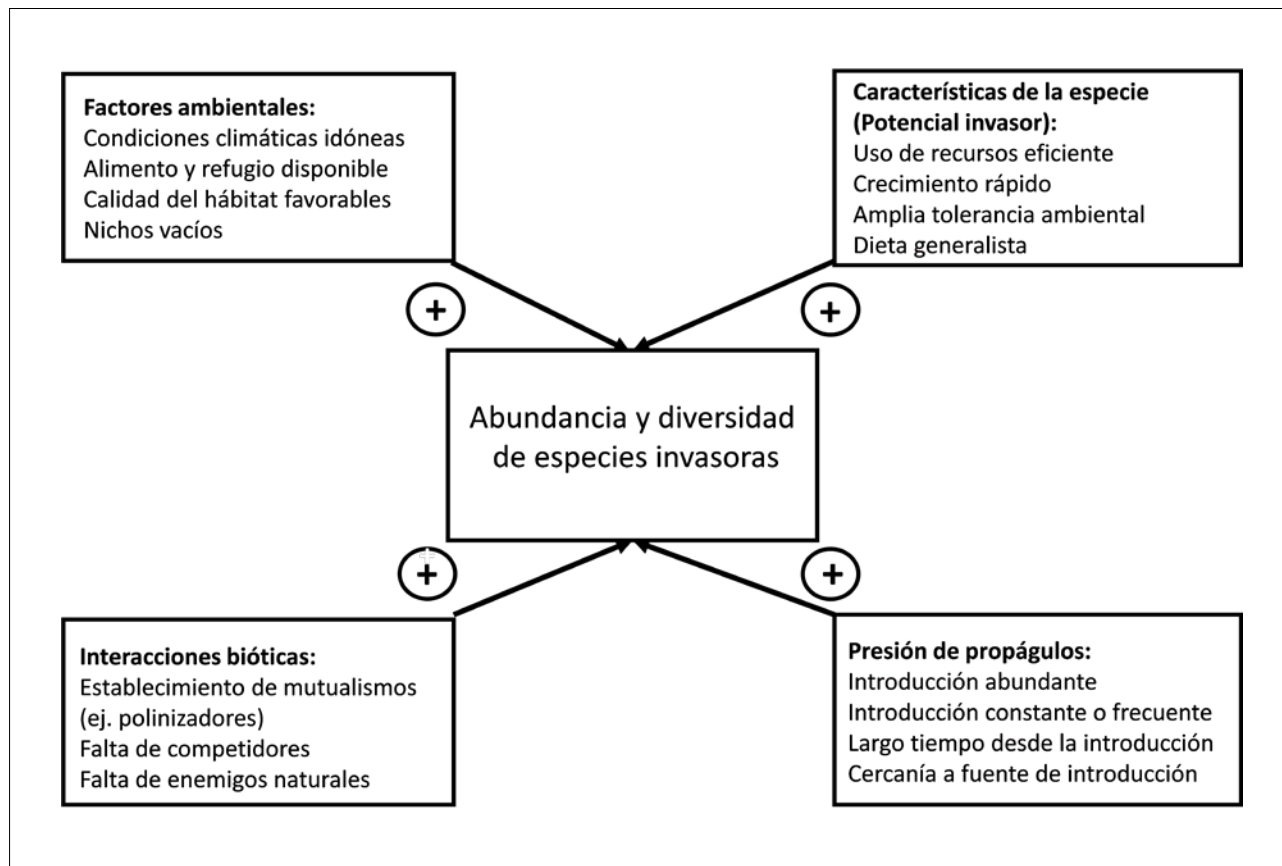 Factores ambientales:
Condiciones climáticas idóneas
Alimento y refugio disponible
Calidad del hábitat favorables
Nichos vacíos
Características de la especie
(Potencial invasor):
Uso de recursos eficiente
Crecimiento rápido
Amplia tolerancia ambiental
Dieta generalista
+
+
Abundancia y diversidad
de especies invasoras
+
+
Interacciones bióticas:
Establecimiento de mutualismos
(ej. polinizadores)
Falta de competidores
Falta de enemigos naturales
Presión de propágulos:
Introducción abundante
Introducción constante o frecuente
Largo tiempo desde la introducción
Cercanía a fuente de introducción